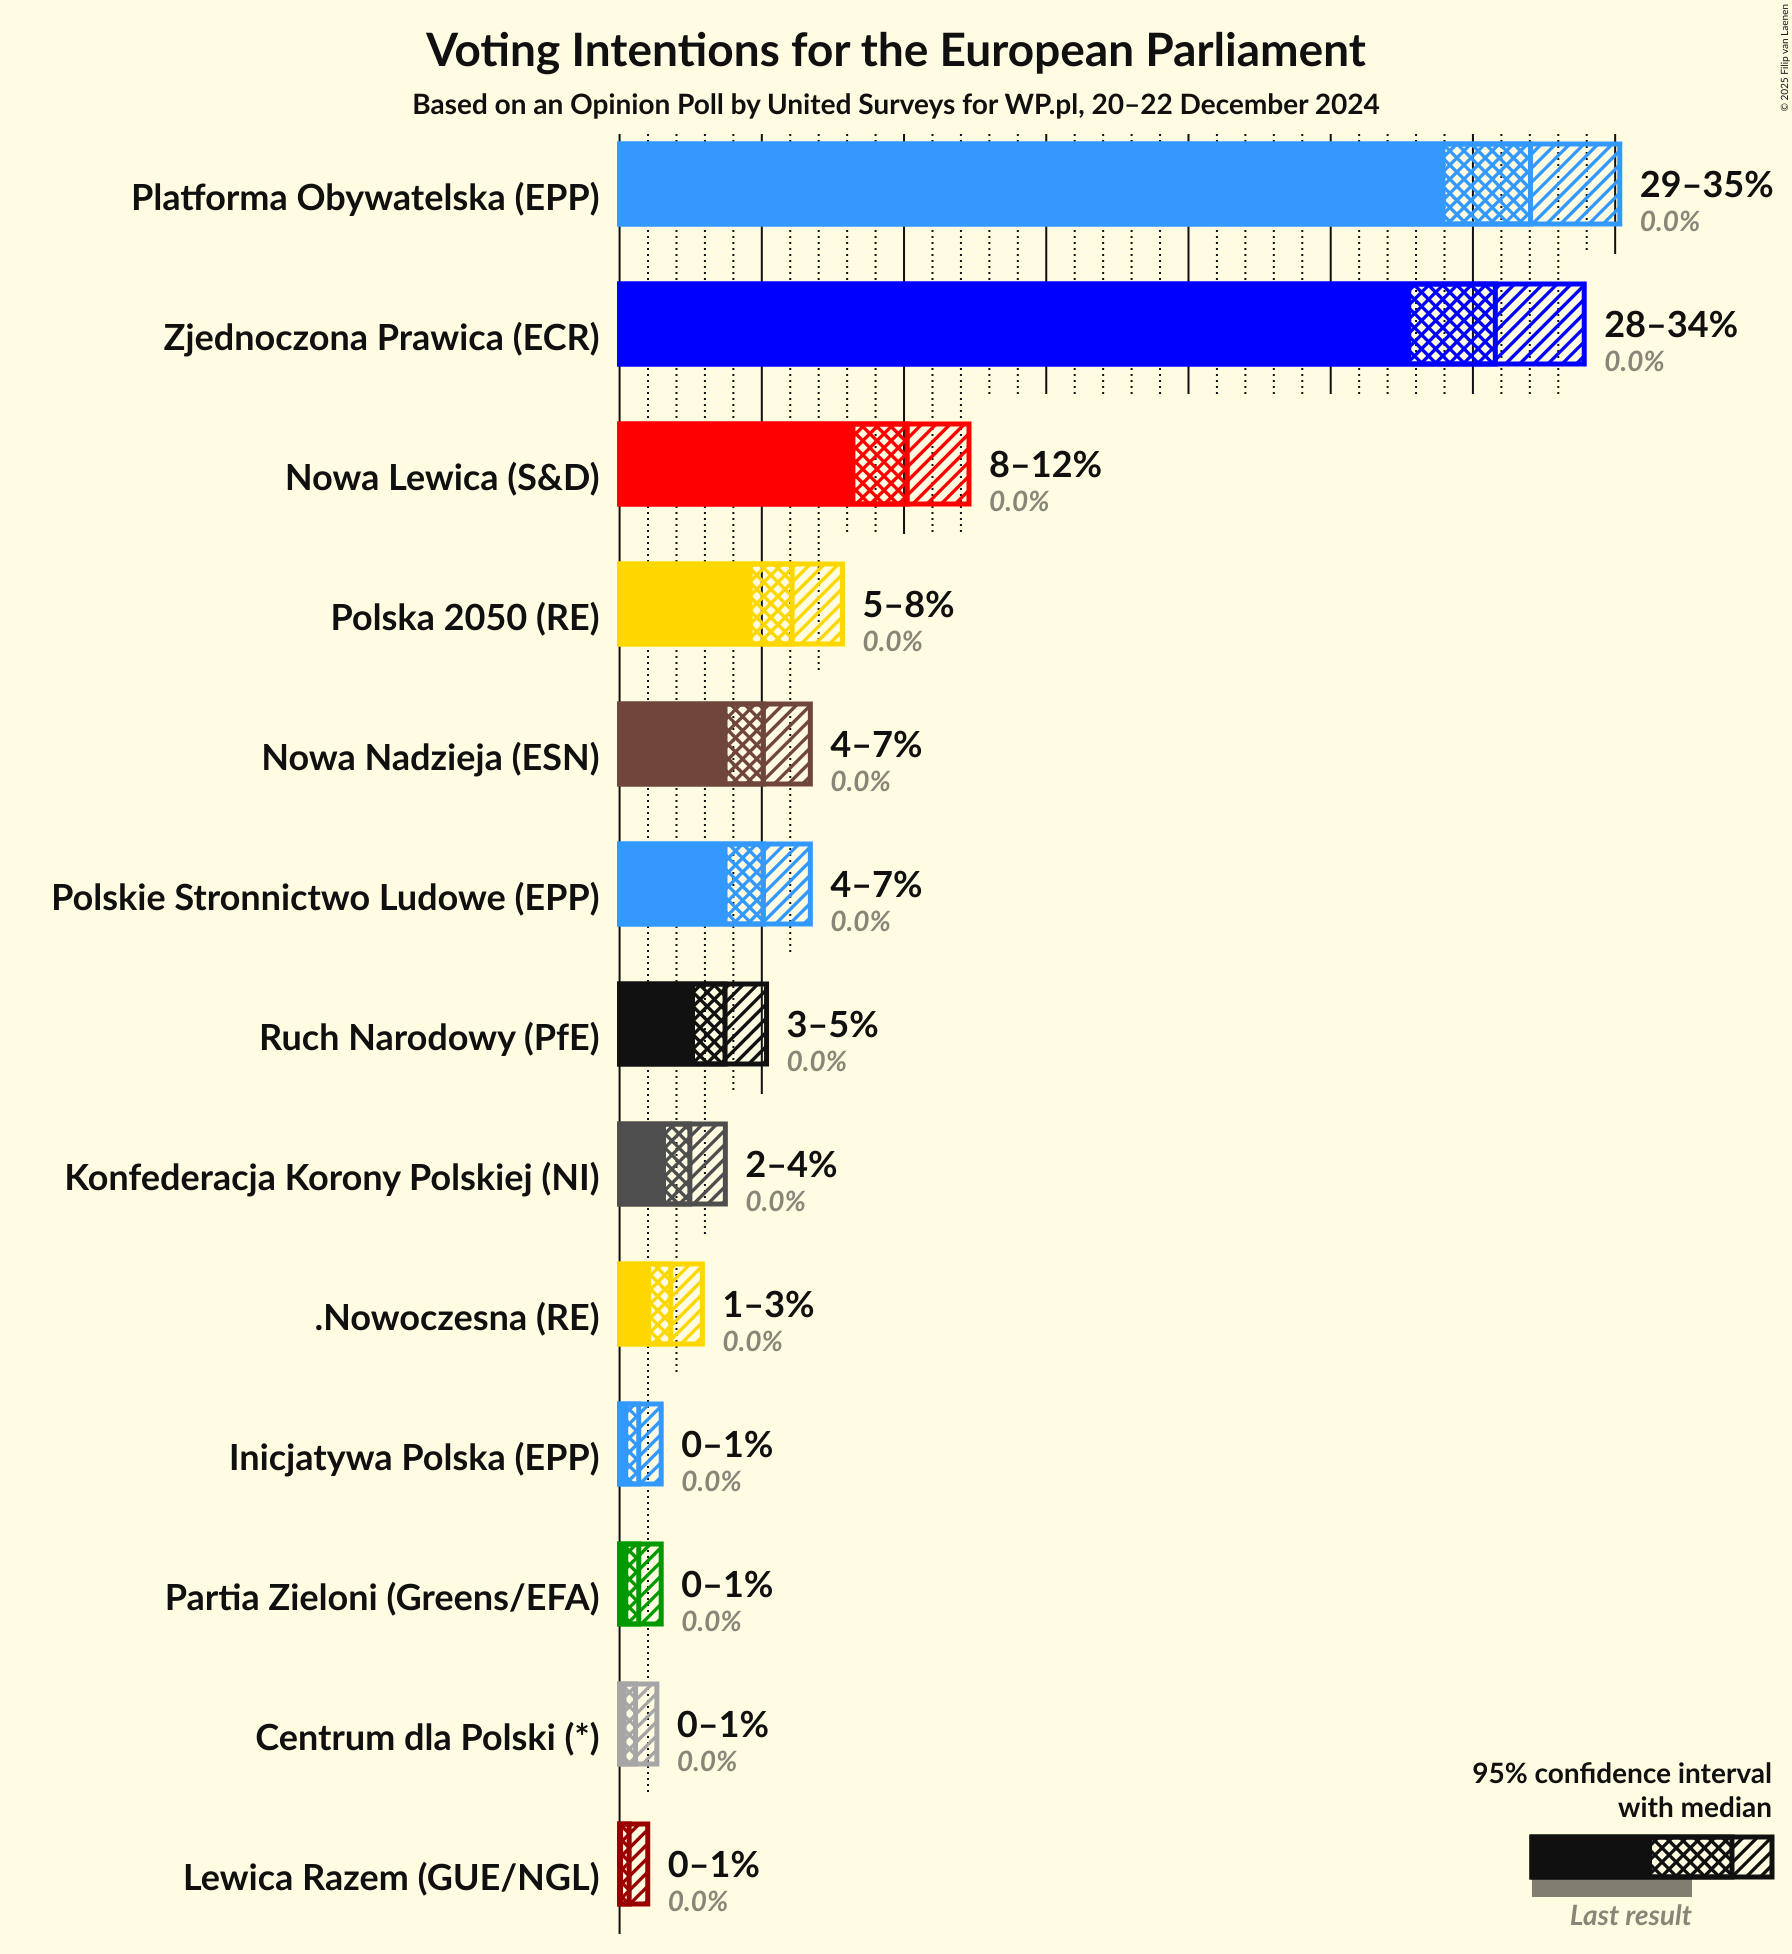 Voting Intentions for the European Parliament
Based on an Opinion Poll by United Surveys for WP.pl, 20–22 December 2024
© 2025 Filip van Laenen
Platforma Obywatelska (EPP)
29–35%
0.0%
Zjednoczona Prawica (ECR)
28–34%
0.0%
Nowa Lewica (S&D)
8–12%
0.0%
Polska 2050 (RE)
5–8%
0.0%
Nowa Nadzieja (ESN)
4–7%
0.0%
Polskie Stronnictwo Ludowe (EPP)
4–7%
0.0%
Ruch Narodowy (PfE)
3–5%
0.0%
Konfederacja Korony Polskiej (NI)
2–4%
0.0%
.Nowoczesna (RE)
1–3%
0.0%
Inicjatywa Polska (EPP)
0–1%
0.0%
Partia Zieloni (Greens/EFA)
0–1%
0.0%
Centrum dla Polski (*)
0–1%
0.0%
Lewica Razem (GUE/NGL)
0–1%
0.0%
95% confidence interval
with median
Last result